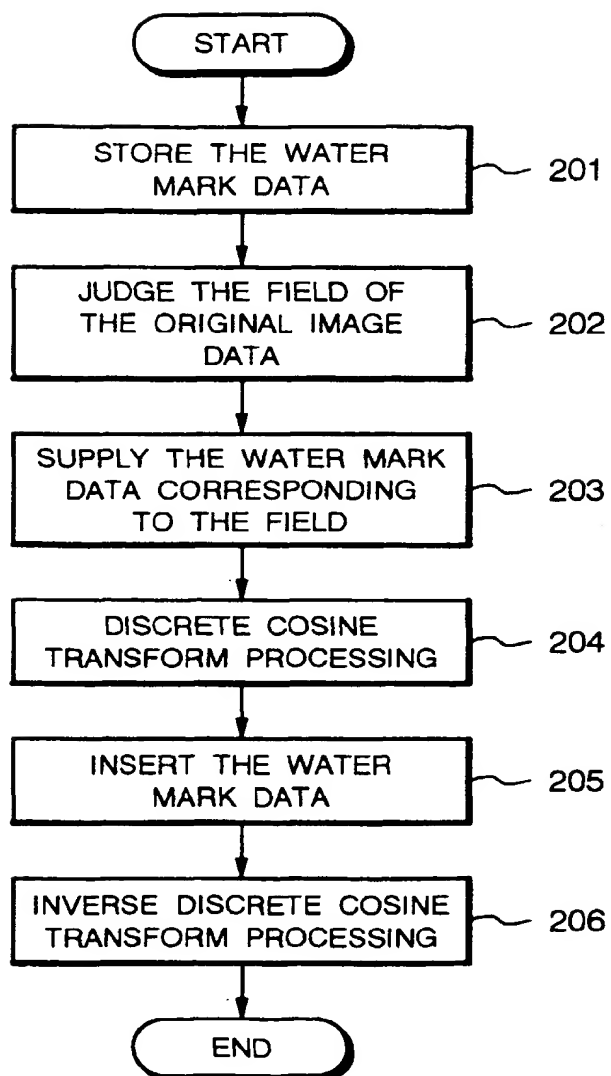 START
STORE THE WATER
MARK DATA
201
JUDGE THE FIELD OF
THE ORIGINAL IMAGE
DATA
202
SUPPLY THE WATER MARK
DATA CORRESPONDING
TO THE FIELD
203
DISCRETE COSINE
TRANSFORM PROCESSING
204
INSERT THE WATER
MARK DATA
205
INVERSE DISCRETE COSINE
TRANSFORM PROCESSING
206
END